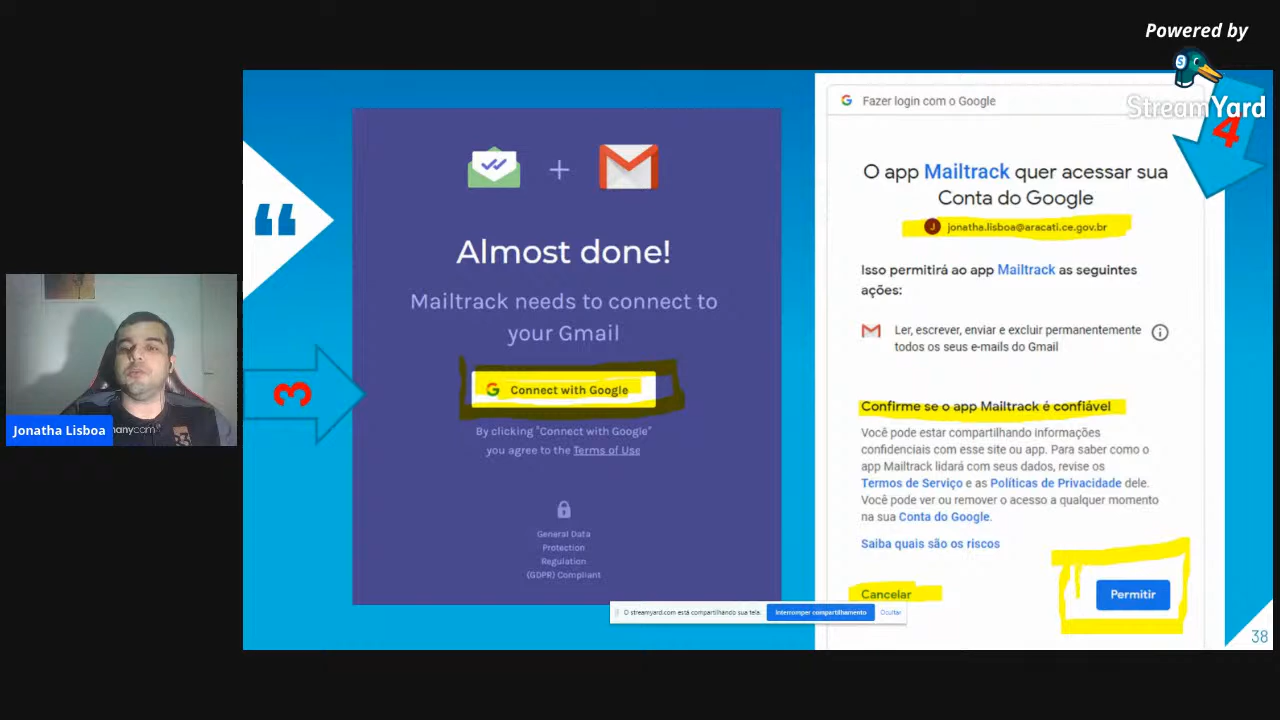 Powered by
StreamYard
“
Almost done!
Mailtrack needs to connect to
your Gmail
Connect with Google
By clicking "Connect with Google"
you agree to the Terms of Use
General Data
Protection
Regulation
(GDPR) Compliant
3
4
Fazer login com o Google
O app Mailtrack quer acessar sua
Conta do Google
J jonatha.lisboa@aracati.ce.gov.br
Isso permitirá ao app Mailtrack as seguintes
ações:
Ler, escrever, enviar e excluir permanentemente
todos os seus e-mails do Gmail
Confirme se o app Mailtrack é confiável
Você pode estar compartilhando informações
confidenciais com esse site ou app. Para saber como o
app Mailtrack lidará com seus dados, revise os
Termos de Serviço e as Políticas de Privacidade dele.
Você pode ver ou remover o acesso a qualquer momento
na sua Conta do Google.
Saiba quais são os riscos
Cancelar
Permitir
O streamyard.com está compartilhando sua tela.
Interromper compartilhamento
Ocultar
38
Jonatha Lisboa